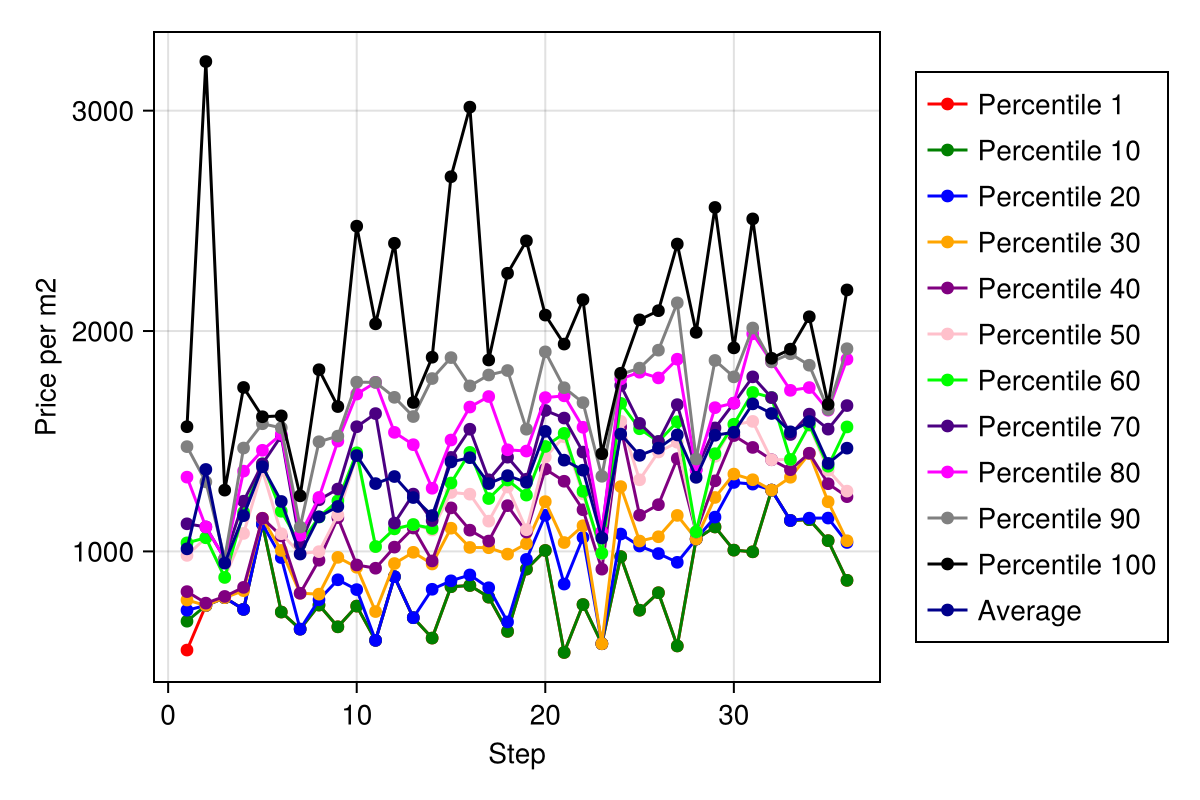 3000
2000
1000
Price per m2
0 10 20 30
Step
Percentile 1
Percentile 10
Percentile 20
Percentile 30
Percentile 40
Percentile 50
Percentile 60
Percentile 70
Percentile 80
Percentile 90
Percentile 100
Average